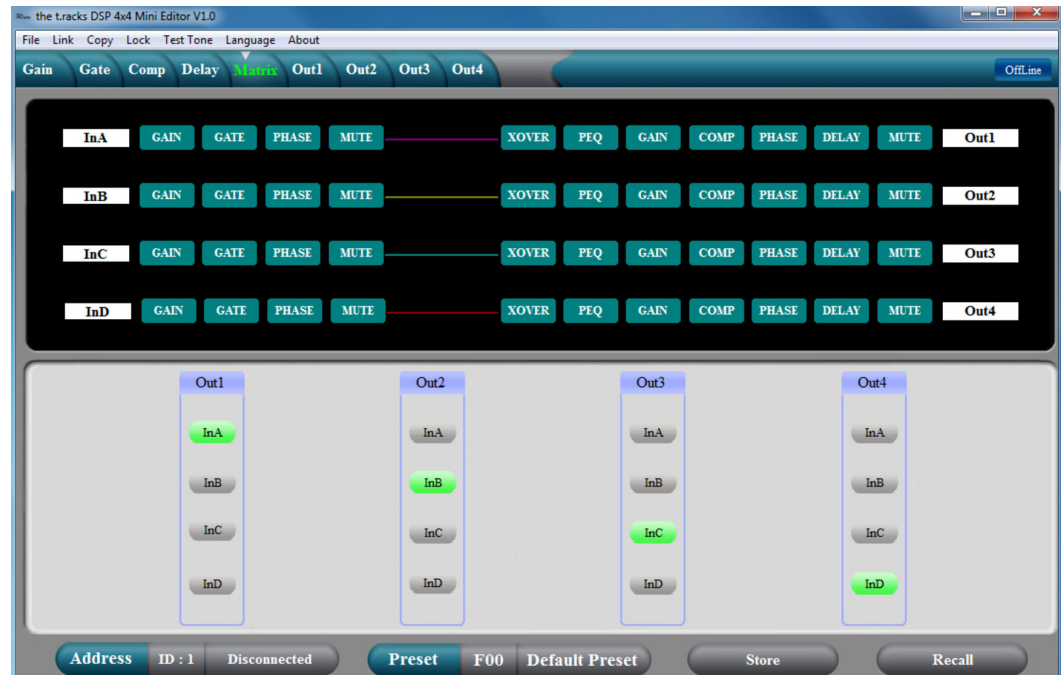 the t.racks DSP 4x4 Mini Editor V1.0
File Link Copy Lock Test Tone Language About
Gain Gate Comp Delay Matrix Out1 Out2 Out3 Out4 OffLine
InA GAIN GATE PHASE MUTE XOVER PEQ GAIN COMP PHASE DELAY MUTE Out1
InB GAIN GATE PHASE MUTE XOVER PEQ GAIN COMP PHASE DELAY MUTE Out2
InC GAIN GATE PHASE MUTE XOVER PEQ GAIN COMP PHASE DELAY MUTE Out3
InD GAIN GATE PHASE MUTE XOVER PEQ GAIN COMP PHASE DELAY MUTE Out4
Out1 Out2 Out3 Out4
InA InA InA InA
InB InB InB InB
InC InC InC InC
InD InD InD InD
Address ID : 1 Disconnected Preset F00 Default Preset Store Recall